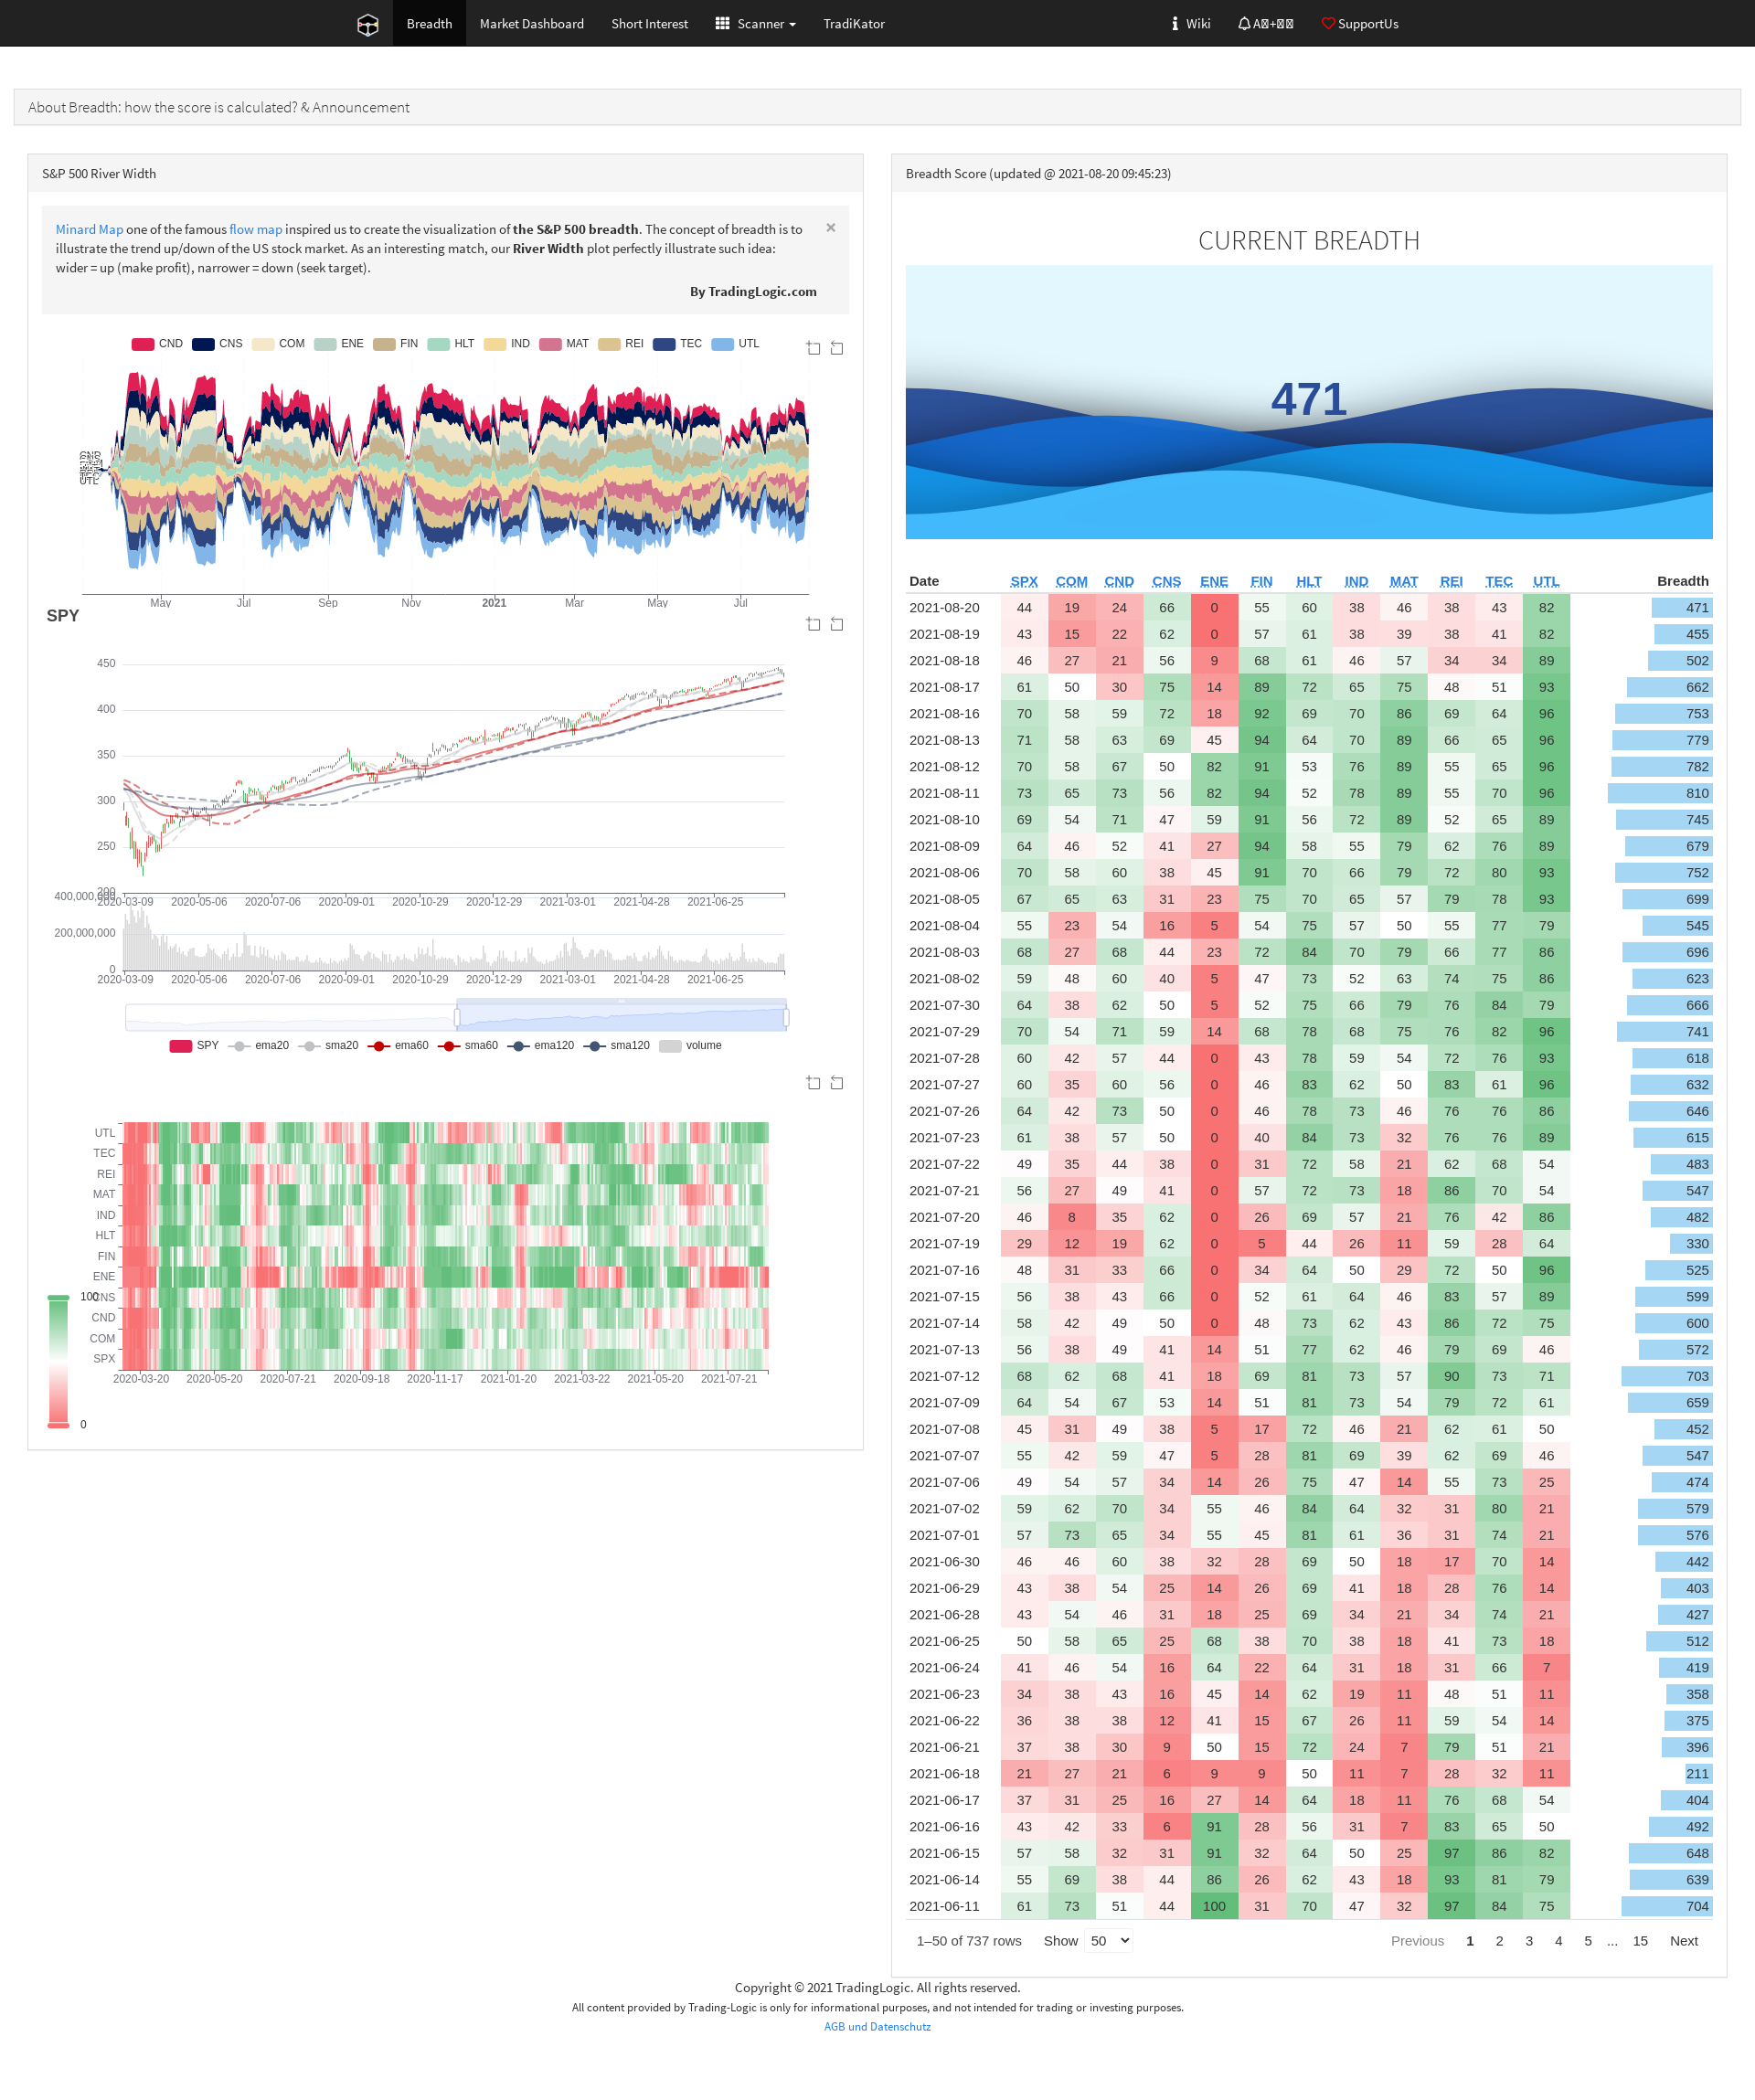 Breadth Market Dashboard Short Interest Scanner TradiKator Wiki SupportUs
About Breadth: how the score is calculated? & Announcement
S&P 500 River Width
Minard Map one of the famous flow map inspired us to create the visualization of the S&P 500 breadth. The concept of breadth is to
illustrate the trend up/down of the US stock market. As an interesting match, our River Width plot perfectly illustrate such idea:
wider = up (make profit), narrower = down (seek target).
×
By TradingLogic.com
CND CNS COM ENE FIN HLT IND MAT REI TEC UTL
UTL
May Jul Sep Nov 2021 Mar May Jul
SPY
450
400
350
300
250
200
2020-03-09 2020-05-06 2020-07-06 2020-09-01 2020-10-29 2020-12-29 2021-03-01 2021-04-28 2021-06-25
400,000,000
200,000,000
0
2020-03-09 2020-05-06 2020-07-06 2020-09-01 2020-10-29 2020-12-29 2021-03-01 2021-04-28 2021-06-25
SPY ema20 sma20 ema60 sma60 ema120 sma120 volume
UTL
TEC
REI
MAT
IND
HLT
FIN
ENE
CNS
CND
COM
SPX
2020-03-20 2020-05-20 2020-07-21 2020-09-18 2020-11-17 2021-01-20 2021-03-22 2021-05-20 2021-07-21
100
0
Breadth Score (updated @ 2021-08-20 09:45:23)
CURRENT BREADTH
471
Date SPX COM CND CNS ENE FIN HLT IND MAT REI TEC UTL Breadth
2021-08-20 44 19 24 66 0 55 60 38 46 38 43 82 471
2021-08-19 43 15 22 62 0 57 61 38 39 38 41 82 455
2021-08-18 46 27 21 56 9 68 61 46 57 34 34 89 502
2021-08-17 61 50 30 75 14 89 72 65 75 48 51 93 662
2021-08-16 70 58 59 72 18 92 69 70 86 69 64 96 753
2021-08-13 71 58 63 69 45 94 64 70 89 66 65 96 779
2021-08-12 70 58 67 50 82 91 53 76 89 55 65 96 782
2021-08-11 73 65 73 56 82 94 52 78 89 55 70 96 810
2021-08-10 69 54 71 47 59 91 56 72 89 52 65 89 745
2021-08-09 64 46 52 41 27 94 58 55 79 62 76 89 679
2021-08-06 70 58 60 38 45 91 70 66 79 72 80 93 752
2021-08-05 67 65 63 31 23 75 70 65 57 79 78 93 699
2021-08-04 55 23 54 16 5 54 75 57 50 55 77 79 545
2021-08-03 68 27 68 44 23 72 84 70 79 66 77 86 696
2021-08-02 59 48 60 40 5 47 73 52 63 74 75 86 623
2021-07-30 64 38 62 50 5 52 75 66 79 76 84 79 666
2021-07-29 70 54 71 59 14 68 78 68 75 76 82 96 741
2021-07-28 60 42 57 44 0 43 78 59 54 72 76 93 618
2021-07-27 60 35 60 56 0 46 83 62 50 83 61 96 632
2021-07-26 64 42 73 50 0 46 78 73 46 76 76 86 646
2021-07-23 61 38 57 50 0 40 84 73 32 76 76 89 615
2021-07-22 49 35 44 38 0 31 72 58 21 62 68 54 483
2021-07-21 56 27 49 41 0 57 72 73 18 86 70 54 547
2021-07-20 46 8 35 62 0 26 69 57 21 76 42 86 482
2021-07-19 29 12 19 62 0 5 44 26 11 59 28 64 330
2021-07-16 48 31 33 66 0 34 64 50 29 72 50 96 525
2021-07-15 56 38 43 66 0 52 61 64 46 83 57 89 599
2021-07-14 58 42 49 50 0 48 73 62 43 86 72 75 600
2021-07-13 56 38 49 41 14 51 77 62 46 79 69 46 572
2021-07-12 68 62 68 41 18 69 81 73 57 90 73 71 703
2021-07-09 64 54 67 53 14 51 81 73 54 79 72 61 659
2021-07-08 45 31 49 38 5 17 72 46 21 62 61 50 452
2021-07-07 55 42 59 47 5 28 81 69 39 62 69 46 547
2021-07-06 49 54 57 34 14 26 75 47 14 55 73 25 474
2021-07-02 59 62 70 34 55 46 84 64 32 31 80 21 579
2021-07-01 57 73 65 34 55 45 81 61 36 31 74 21 576
2021-06-30 46 46 60 38 32 28 69 50 18 17 70 14 442
2021-06-29 43 38 54 25 14 26 69 41 18 28 76 14 403
2021-06-28 43 54 46 31 18 25 69 34 21 34 74 21 427
2021-06-25 50 58 65 25 68 38 70 38 18 41 73 18 512
2021-06-24 41 46 54 16 64 22 64 31 18 31 66 7 419
2021-06-23 34 38 43 16 45 14 62 19 11 48 51 11 358
2021-06-22 36 38 38 12 41 15 67 26 11 59 54 14 375
2021-06-21 37 38 30 9 50 15 72 24 7 79 51 21 396
2021-06-18 21 27 21 6 9 9 50 11 7 28 32 11 211
2021-06-17 37 31 25 16 27 14 64 18 11 76 68 54 404
2021-06-16 43 42 33 6 91 28 56 31 7 83 65 50 492
2021-06-15 57 58 32 31 91 32 64 50 25 97 86 82 648
2021-06-14 55 69 38 44 86 26 62 43 18 93 81 79 639
2021-06-11 61 73 51 44 100 31 70 47 32 97 84 75 704
1–50 of 737 rows Show 50 Previous 1 2 3 4 5 ... 15 Next
Copyright © 2021 TradingLogic. All rights reserved.
All content provided by Trading-Logic is only for informational purposes, and not intended for trading or investing purposes.
AGB und Datenschutz